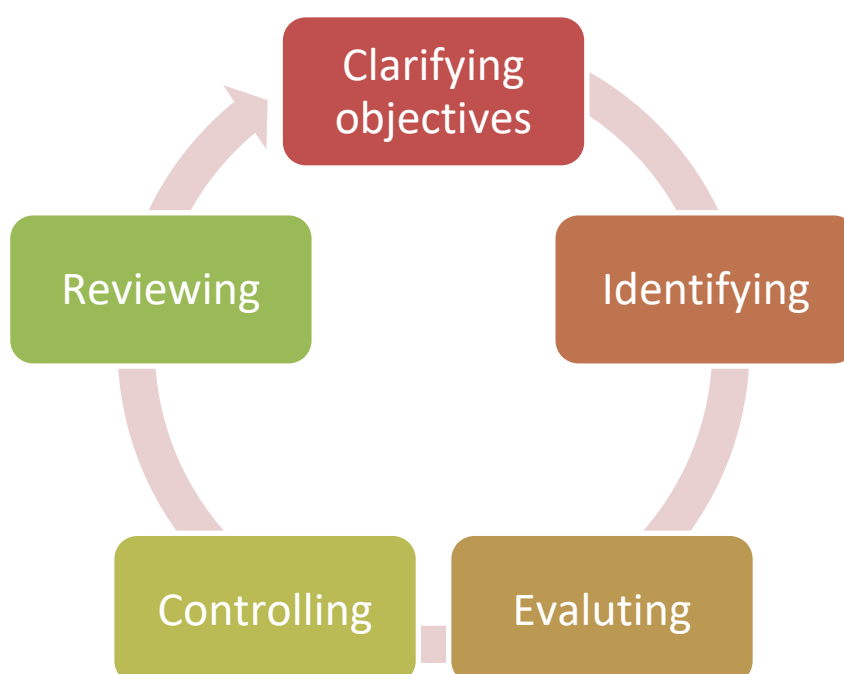 Clarifying
objectives
Identifying
Evaluting
Controlling
Reviewing